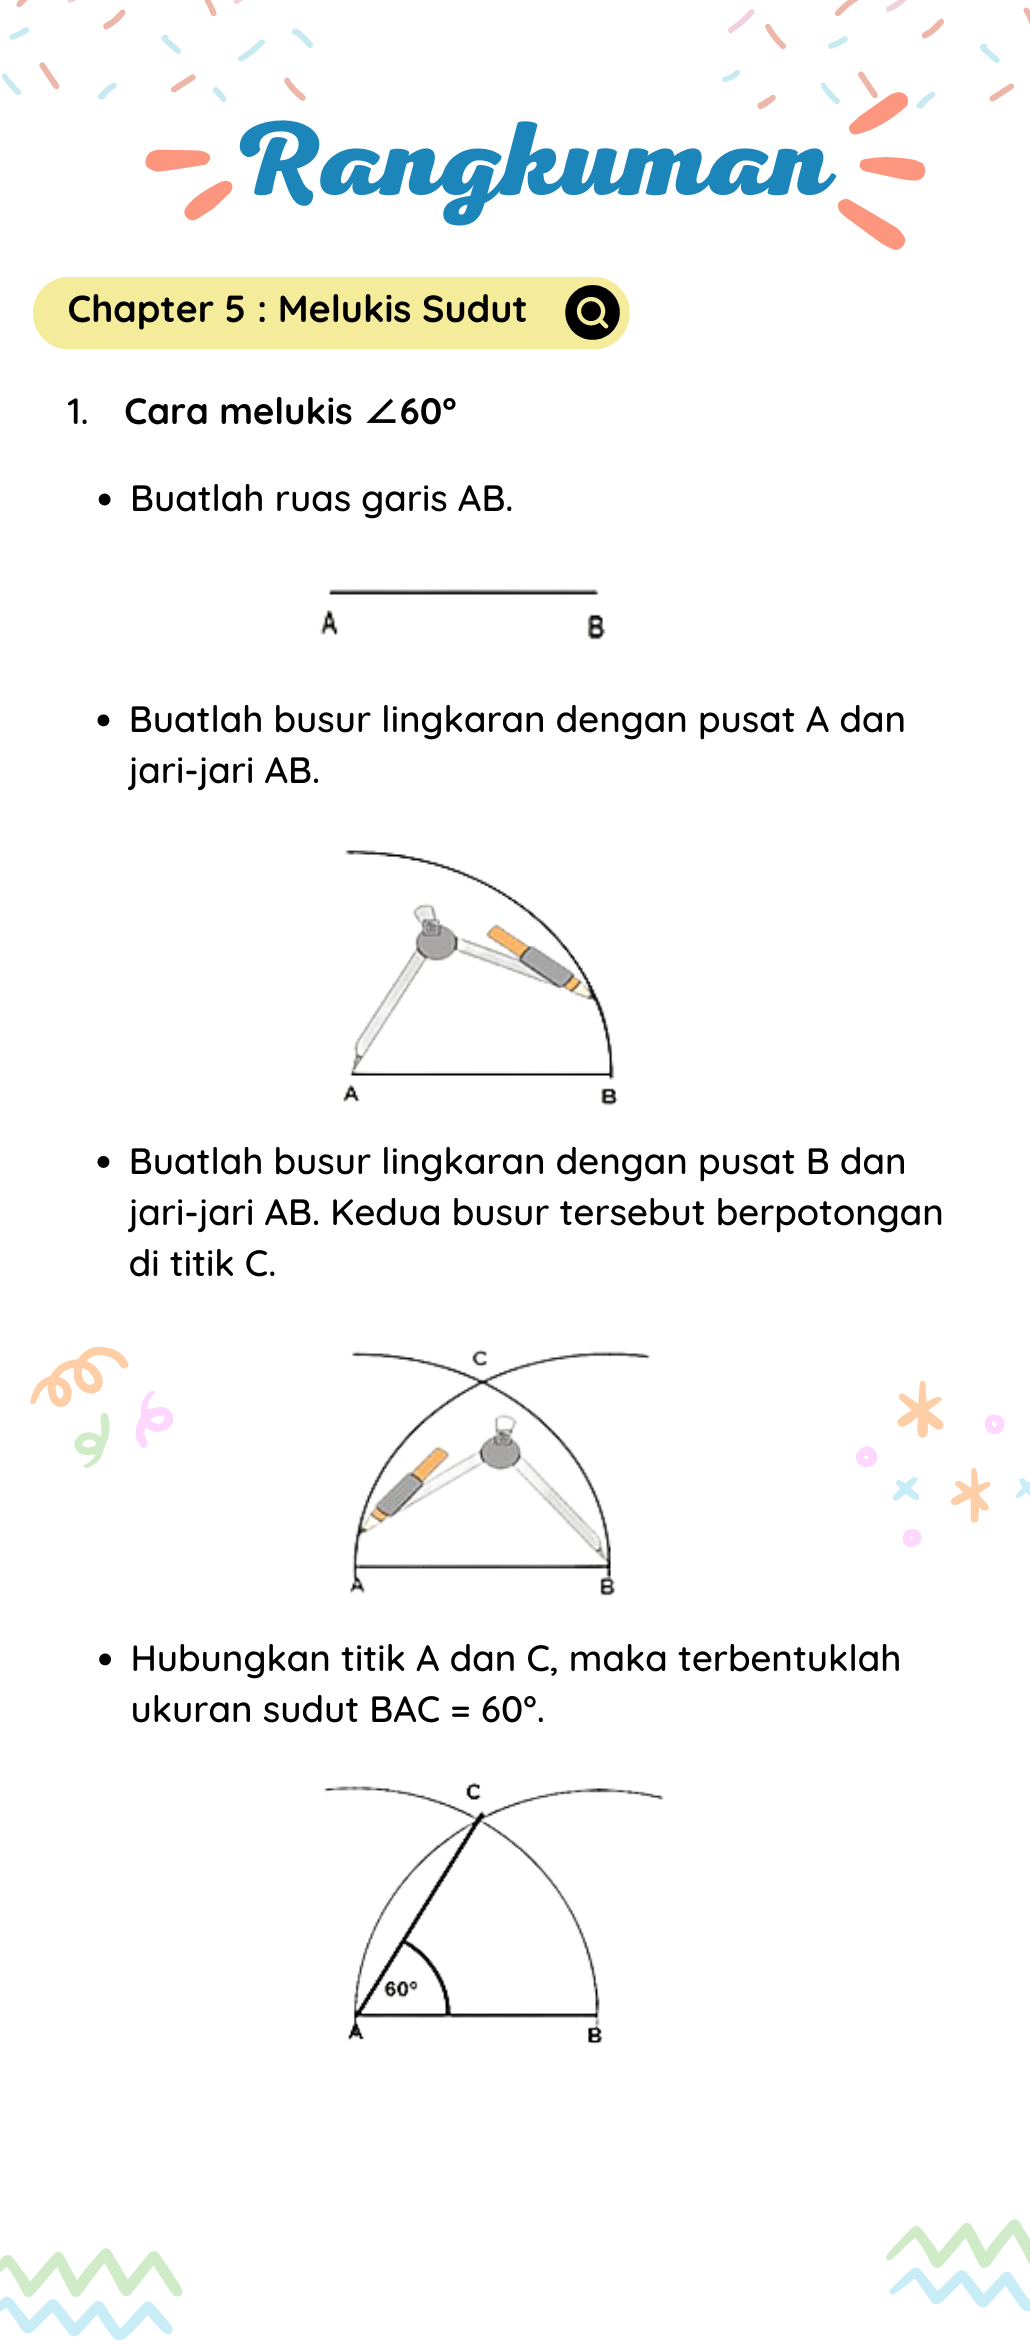 Rangkuman
Chapter 5 : Melukis Sudut
1. Cara melukis ∠60°
• Buatlah ruas garis AB.
A B
• Buatlah busur lingkaran dengan pusat A dan
jari-jari AB.
A B
• Buatlah busur lingkaran dengan pusat B dan
jari-jari AB. Kedua busur tersebut berpotongan
di titik C.
C
A B
• Hubungkan titik A dan C, maka terbentuklah
ukuran sudut BAC = 60°.
C
60°
A B